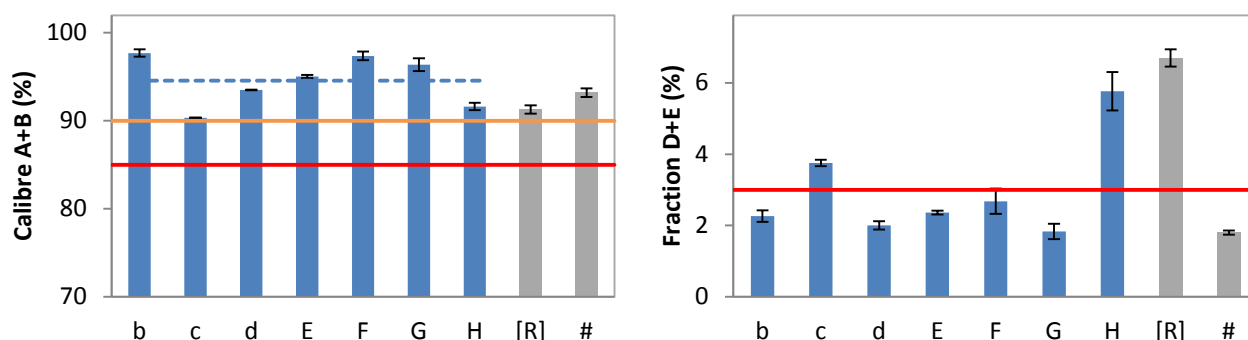 Calibre A+B (%)
100
90
80
70
b c d E F G H [R] #
Fraction D+E (%)
6
4
2
0
b c d E F G H [R] #